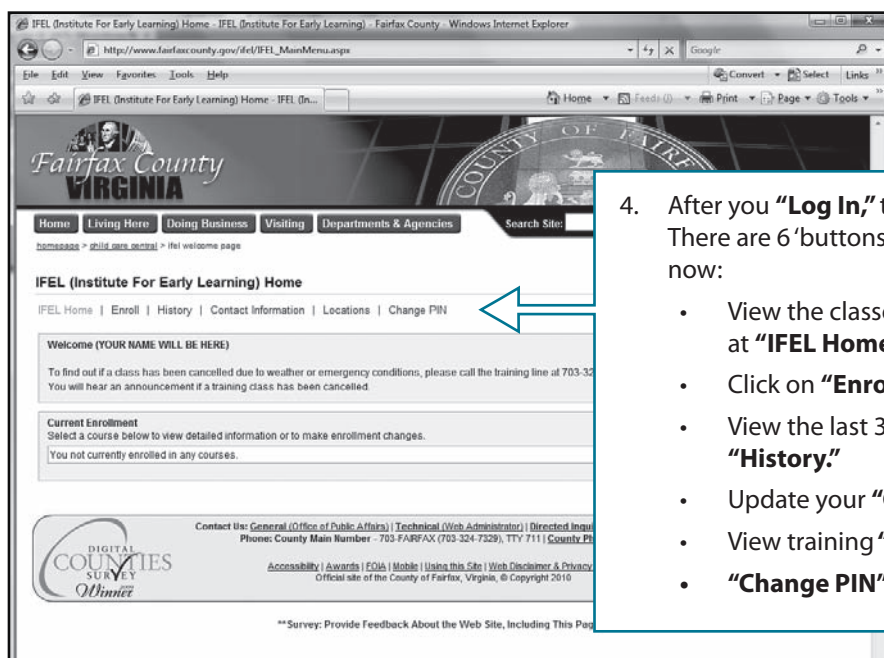 IFEL (Institute For Early Learning) Home - IFEL (Institute For Early Learning) - Fairfax County - Windows Internet Explorer
http://www.fairfaxcounty.gov/ifel/IFEL_MainMenu.aspx
Google
File Edit View Favorites Tools Help
Convert Select Links
IFEL (Institute For Early Learning) Home - IFEL (In...
Home Feeds (J) Print Page Tools
COUNTY OF FAIRF
Fairfax County
VIRGINIA
Home Living Here Doing Business Visiting Departments & Agencies Search Site:
homepage > child care central > ifel welcome page
IFEL (Institute For Early Learning) Home
IFEL Home | Enroll | History | Contact Information | Locations | Change PIN
Welcome (YOUR NAME WILL BE HERE)
To find out if a class has been cancelled due to weather or emergency conditions, please call the training line at 703-32
You will hear an announcement if a training class has been cancelled.
Current Enrollment
Select a course below to view detailed information or to make enrollment changes.
You not currently enrolled in any courses.
DIGITAL
COUNTIES
SURVEY
Winner
Contact Us: General (Office of Public Affairs) | Technical (Web Administrator) | Directed Inqui
Phone: County Main Number - 703-FAIRFAX (703-324-7329), TTY 711 | County Ph
Accessibility | Awards | FOIA | Mobile | Using this Site | Web Disclaimer & Privacy
Official site of the County of Fairfax, Virginia, © Copyright 2010
**Survey: Provide Feedback About the Web Site, Including This Pag
4. After you "Log In," t
There are 6 'buttons
now:
• View the classe
at "IFEL Home
• Click on "Enro
• View the last 3
"History."
• Update your "
• View training "
• "Change PIN"